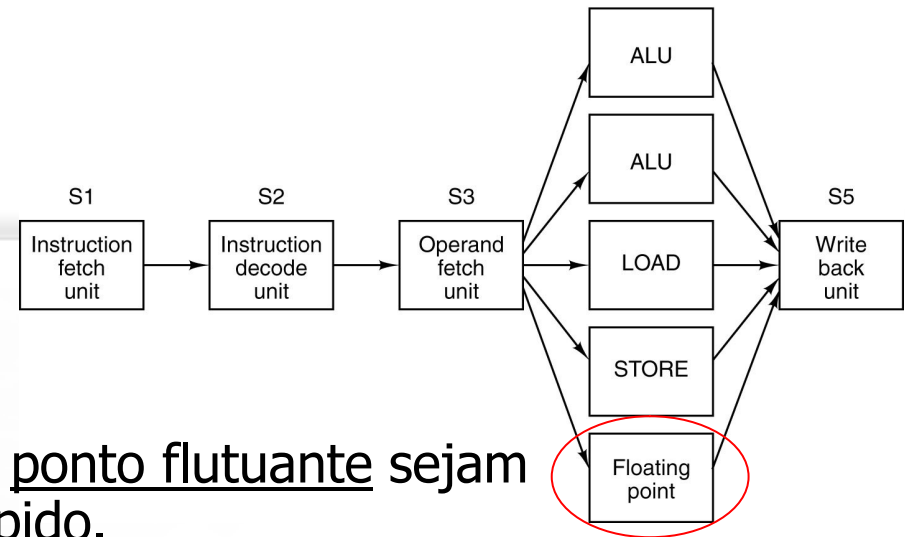 ALU
ALU
S1
S2
S3
S5
Instruction
fetch
unit
Instruction
decode
unit
Operand
fetch
unit
LOAD
Write
back
unit
STORE
Floating
point
ponto flutuante sejam